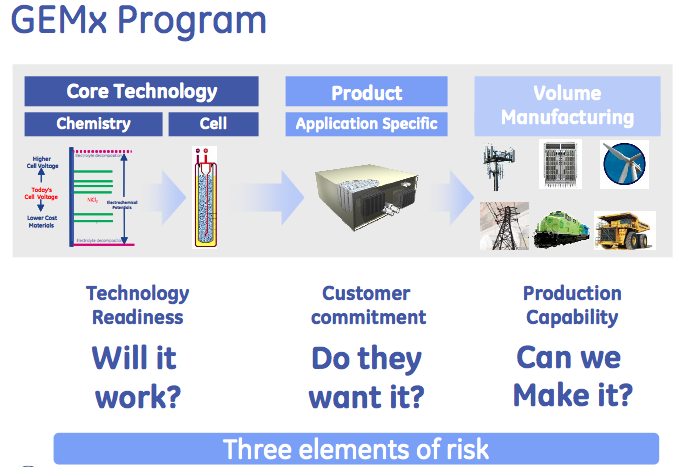 GEMx Program
Core Technology
Chemistry
Cell
Product
Application Specific
Volume
Manufacturing
Higher
Cell Voltage
Today's
Cell Voltage
Lower Cost
Materials
Electrolyte decomposition
NiCl₂
Electrochemical
Potentials
Electrolyte decomposition
Technology
Readiness
Will it
work?
Customer
commitment
Do they
want it?
Production
Capability
Can we
Make it?
Three elements of risk